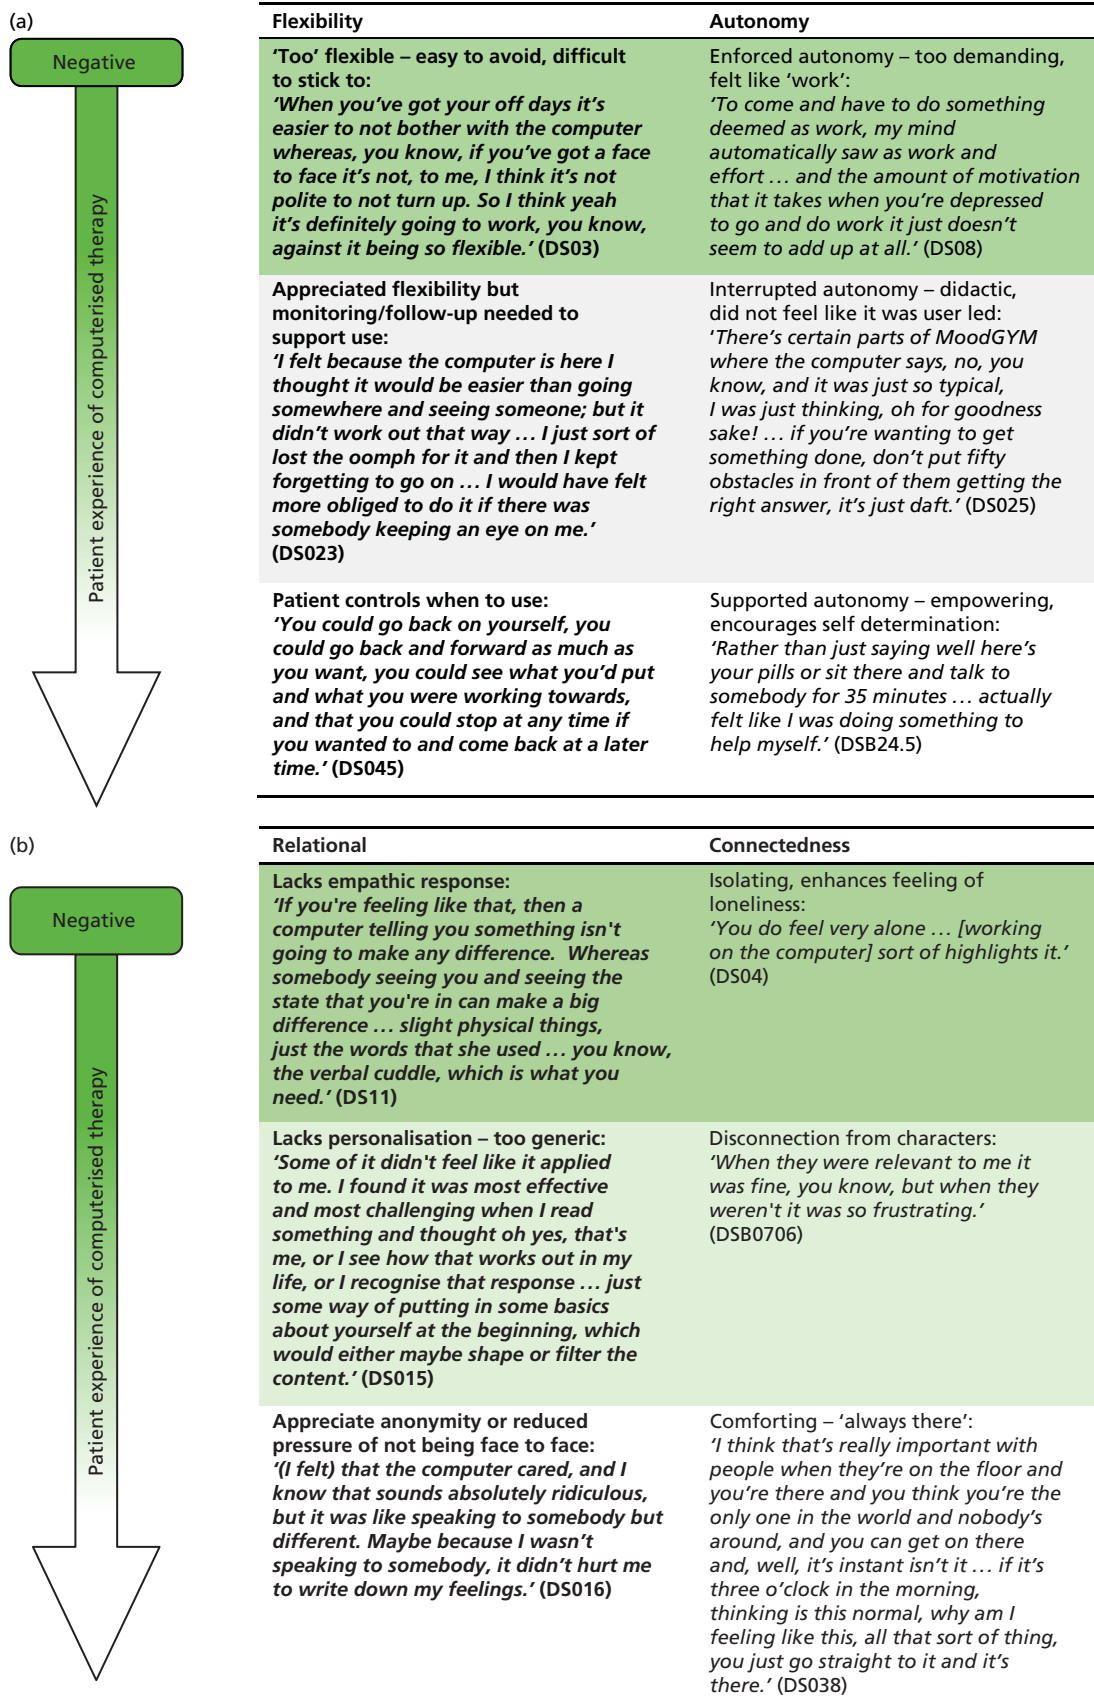 (a)
Negative
Patient experience of computerised therapy
Flexibility
‘Too’ flexible – easy to avoid, difficult
to stick to:
‘When you’ve got your off days it’s
easier to not bother with the computer
whereas, you know, if you’ve got a face
to face it’s not, to me, I think it’s not
polite to not turn up. So I think yeah
it’s definitely going to work, you know,
against it being so flexible.’ (DS03)
Autonomy
Enforced autonomy – too demanding,
felt like ‘work’:
‘To come and have to do something
deemed as work, my mind
automatically saw as work and
effort … and the amount of motivation
that it takes when you’re depressed
to go and do work it just doesn’t
seem to add up at all.’ (DS08)
Appreciated flexibility but
monitoring/follow-up needed to
support use:
‘I felt because the computer is here I
thought it would be easier than going
somewhere and seeing someone; but it
didn’t work out that way … I just sort of
lost the oomph for it and then I kept
forgetting to go on … I would have felt
more obliged to do it if there was
somebody keeping an eye on me.’
(DS023)
Interrupted autonomy – didactic,
did not feel like it was user led:
‘There’s certain parts of MoodGYM
where the computer says, no, you
know, and it was just so typical,
I was just thinking, oh for goodness
sake! … if you’re wanting to get
something done, don’t put fifty
obstacles in front of them getting the
right answer, it’s just daft.’ (DS025)
Patient controls when to use:
‘You could go back on yourself, you
could go back and forward as much as
you want, you could see what you’d put
and what you were working towards,
and that you could stop at any time if
you wanted to and come back at a later
time.’ (DS045)
Supported autonomy – empowering,
encourages self determination:
‘Rather than just saying well here’s
your pills or sit there and talk to
somebody for 35 minutes … actually
felt like I was doing something to
help myself.’ (DSB24.5)
(b)
Negative
Patient experience of computerised therapy
Relational
Lacks empathic response:
‘If you're feeling like that, then a
computer telling you something isn't
going to make any difference. Whereas
somebody seeing you and seeing the
state that you're in can make a big
difference … slight physical things,
just the words that she used … you know,
the verbal cuddle, which is what you
need.’ (DS11)
Connectedness
Isolating, enhances feeling of
loneliness:
‘You do feel very alone … [working
on the computer] sort of highlights it.’
(DS04)
Lacks personalisation – too generic:
‘Some of it didn't feel like it applied
to me. I found it was most effective
and most challenging when I read
something and thought oh yes, that's
me, or I see how that works out in my
life, or I recognise that response … just
some way of putting in some basics
about yourself at the beginning, which
would either maybe shape or filter the
content.’ (DS015)
Disconnection from characters:
‘When they were relevant to me it
was fine, you know, but when they
weren't it was so frustrating.’
(DSB0706)
Appreciate anonymity or reduced
pressure of not being face to face:
‘(I felt) that the computer cared, and I
know that sounds absolutely ridiculous,
but it was like speaking to somebody but
different. Maybe because I wasn’t
speaking to somebody, it didn’t hurt me
to write down my feelings.’ (DS016)
Comforting – ‘always there’:
‘I think that’s really important with
people when they’re on the floor and
you’re there and you think you’re the
only one in the world and nobody’s
around, and you can get on there
and, well, it’s instant isn’t it … if it’s
three o’clock in the morning,
thinking is this normal, why am I
feeling like this, all that sort of thing,
you just go straight to it and it’s
there.’ (DS038)